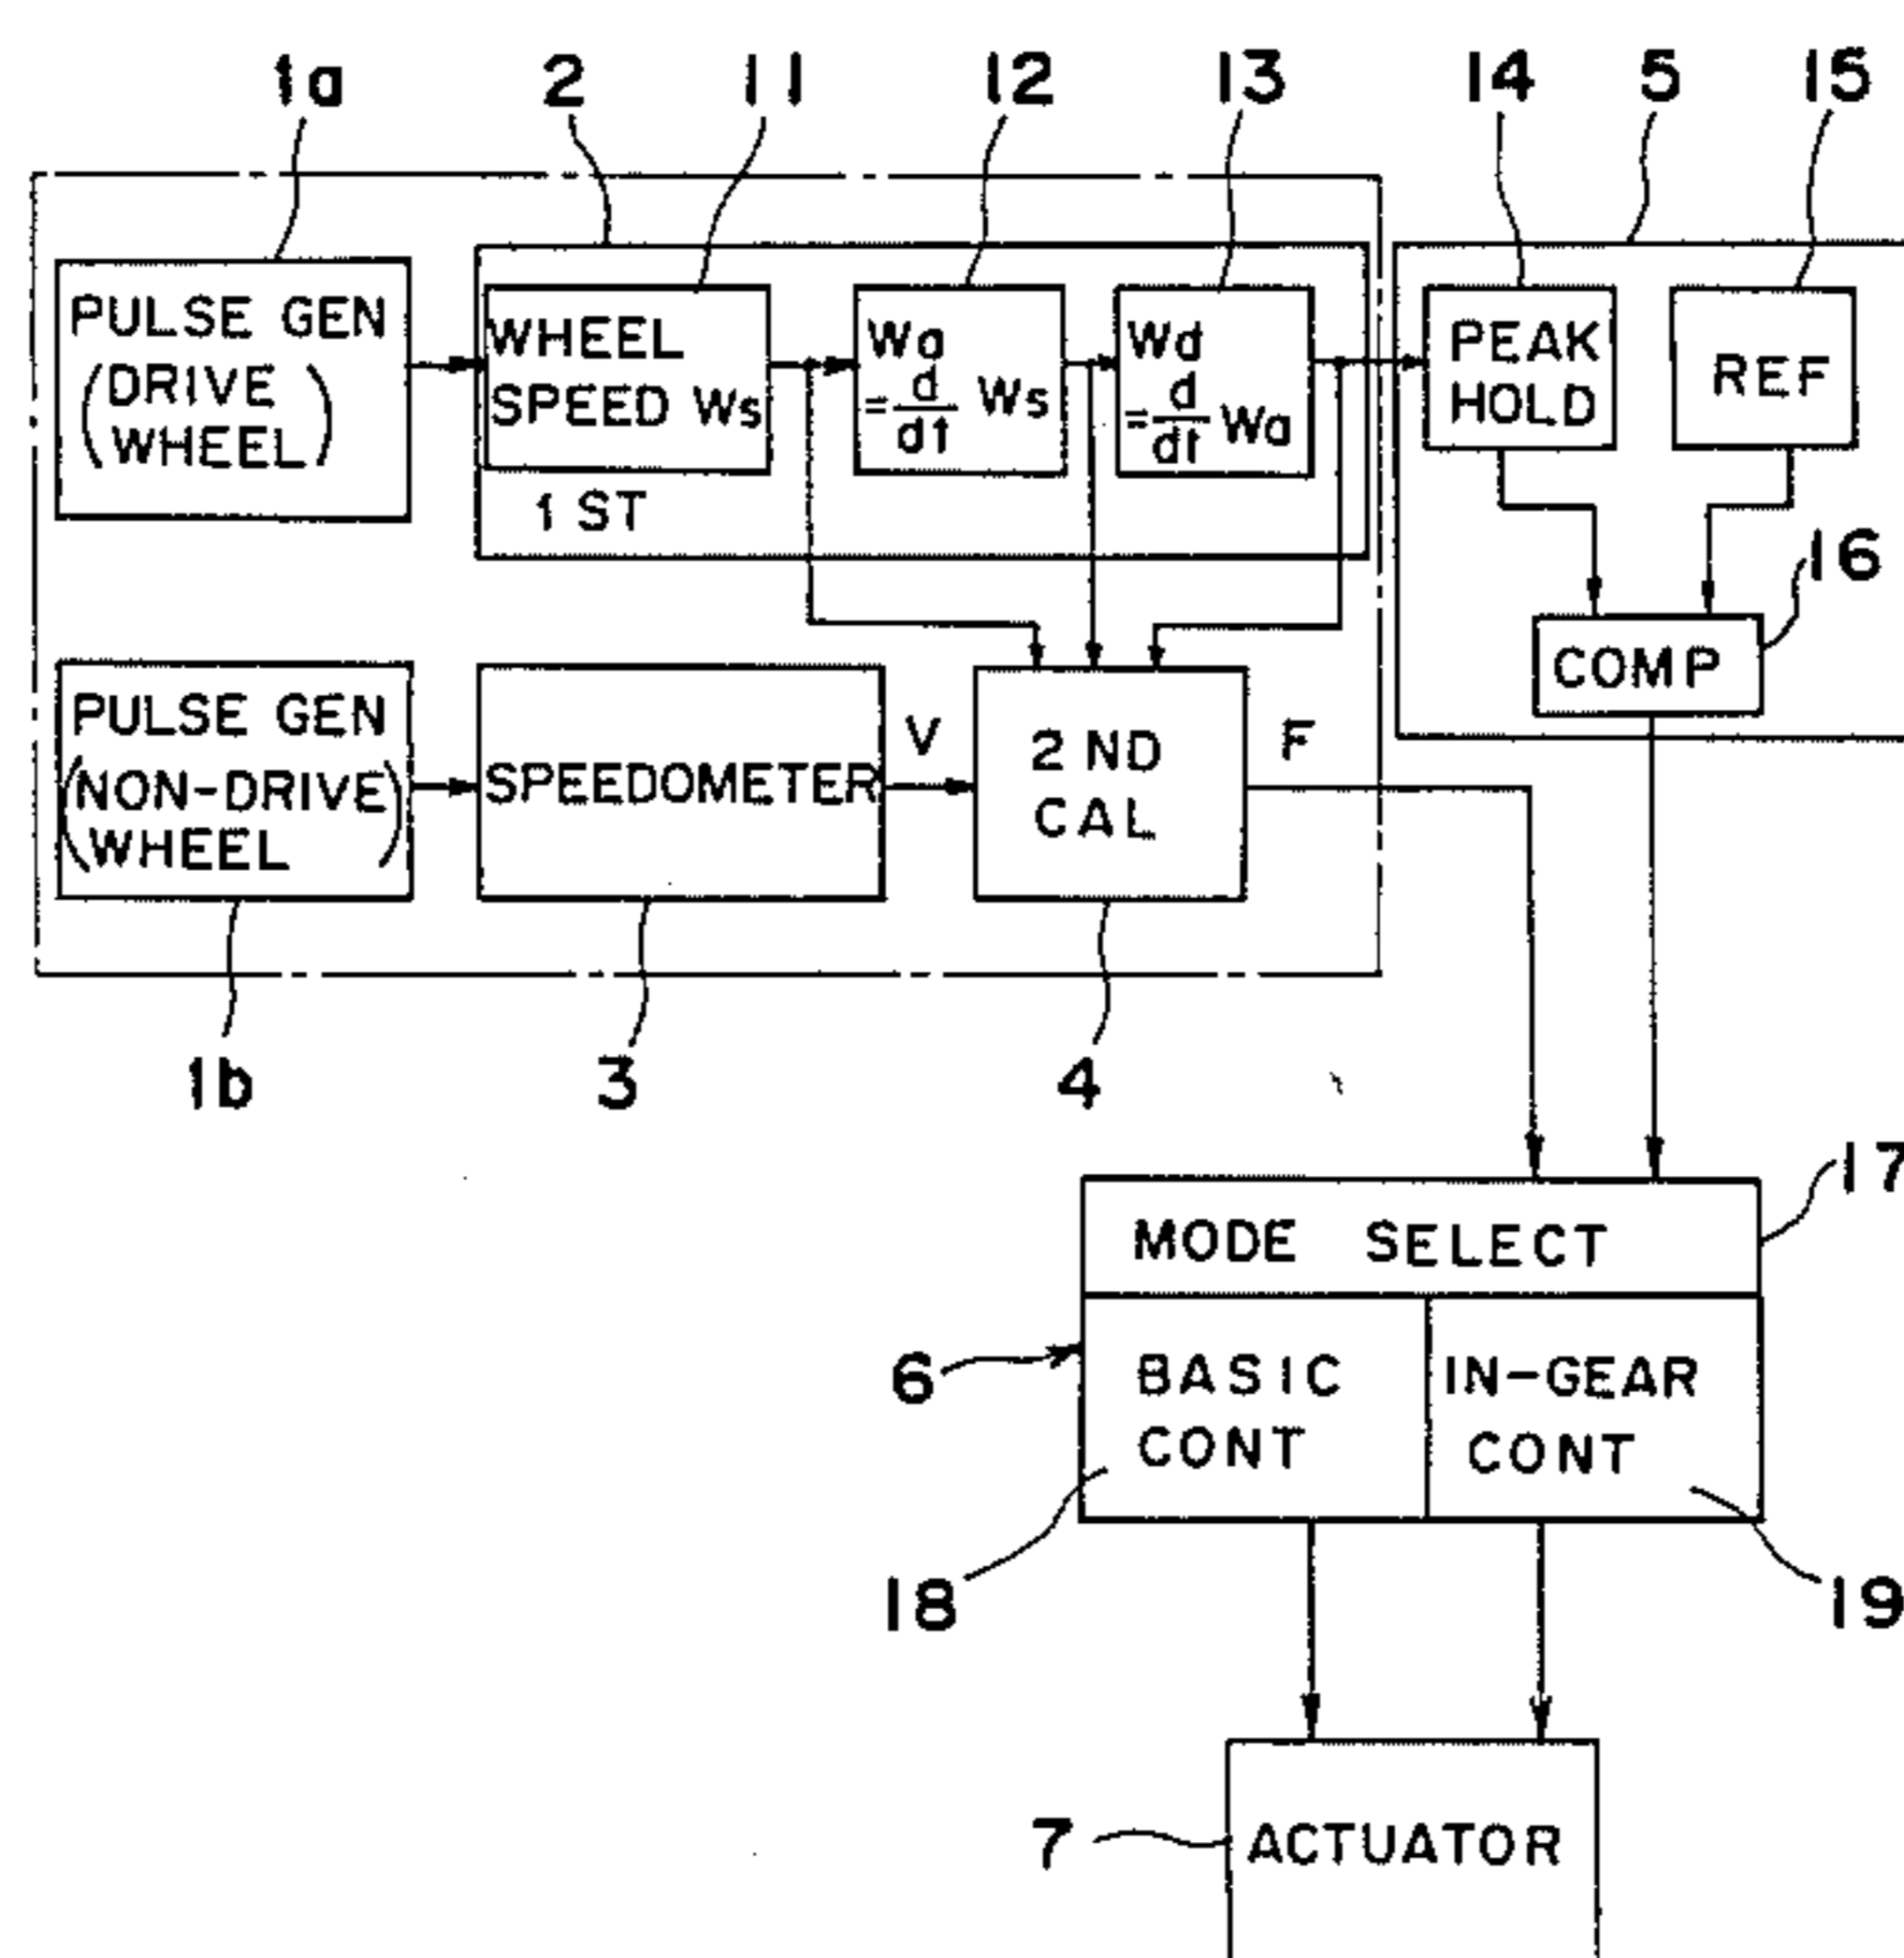 1a 2 11 12 13 14 5 15
PULSE GEN
(DRIVE
WHEEL)
WHEEL
SPEED Ws
1 ST
Wa
= d/dt Ws
Wd
= d/dt Wa
PEAK
HOLD
REF
16
COMP
PULSE GEN
(NON-DRIVE
WHEEL)
SPEEDOMETER
V
2 ND
CAL
F
1b 3 4
17
MODE SELECT
6
BASIC
CONT
IN-GEAR
CONT
18 19
7
ACTUATOR